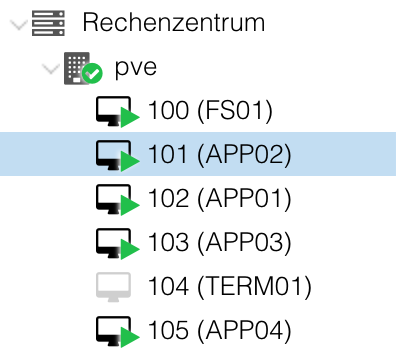 Rechenzentrum
pve
100 (FS01)
101 (APP02)
102 (APP01)
103 (APP03)
104 (TERM01)
105 (APP04)